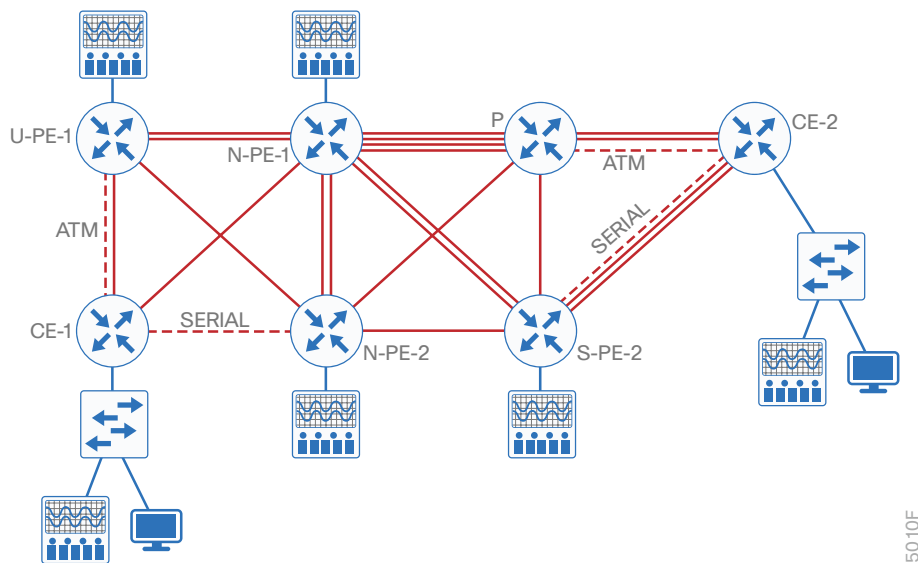 U-PE-1
N-PE-1
P
CE-2
ATM
ATM
SERIAL
CE-1
SERIAL
N-PE-2
S-PE-2
5010F